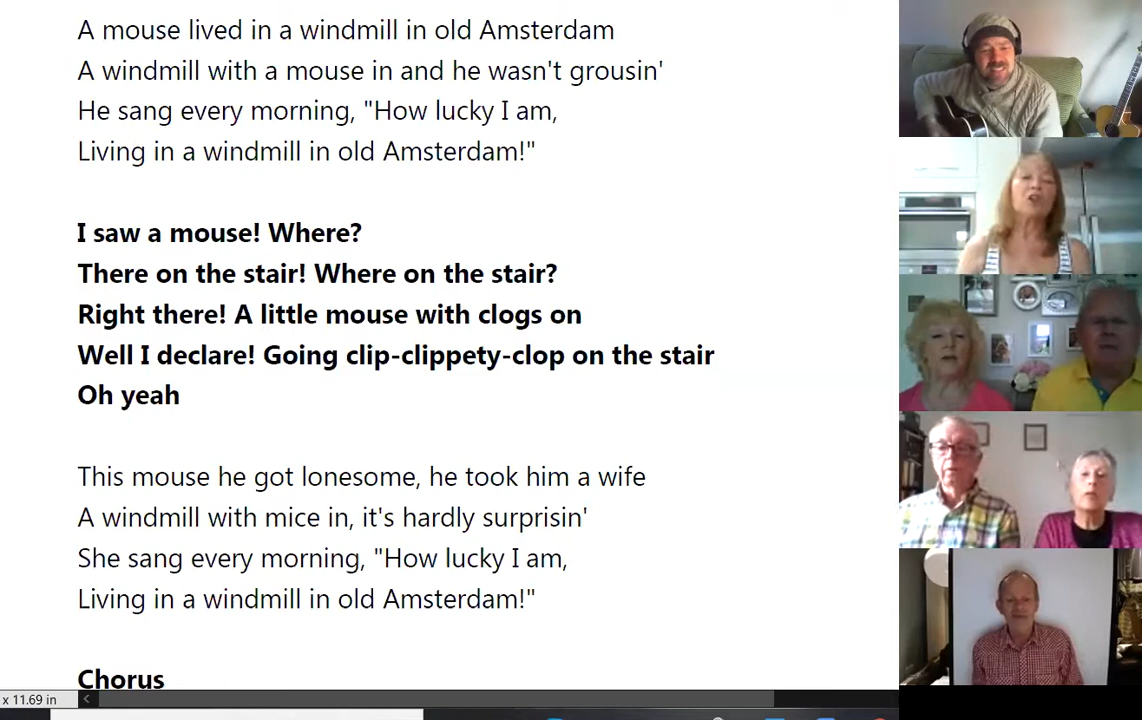 A mouse lived in a windmill in old Amsterdam
A windmill with a mouse in and he wasn't grousin'
He sang every morning, "How lucky I am,
Living in a windmill in old Amsterdam!"
I saw a mouse! Where?
There on the stair! Where on the stair?
Right there! A little mouse with clogs on
Well I declare! Going clip-clippety-clop on the stair
Oh yeah
This mouse he got lonesome, he took him a wife
A windmill with mice in, it's hardly surprisin'
She sang every morning, "How lucky I am,
Living in a windmill in old Amsterdam!"
Chorus
x 11.69 in